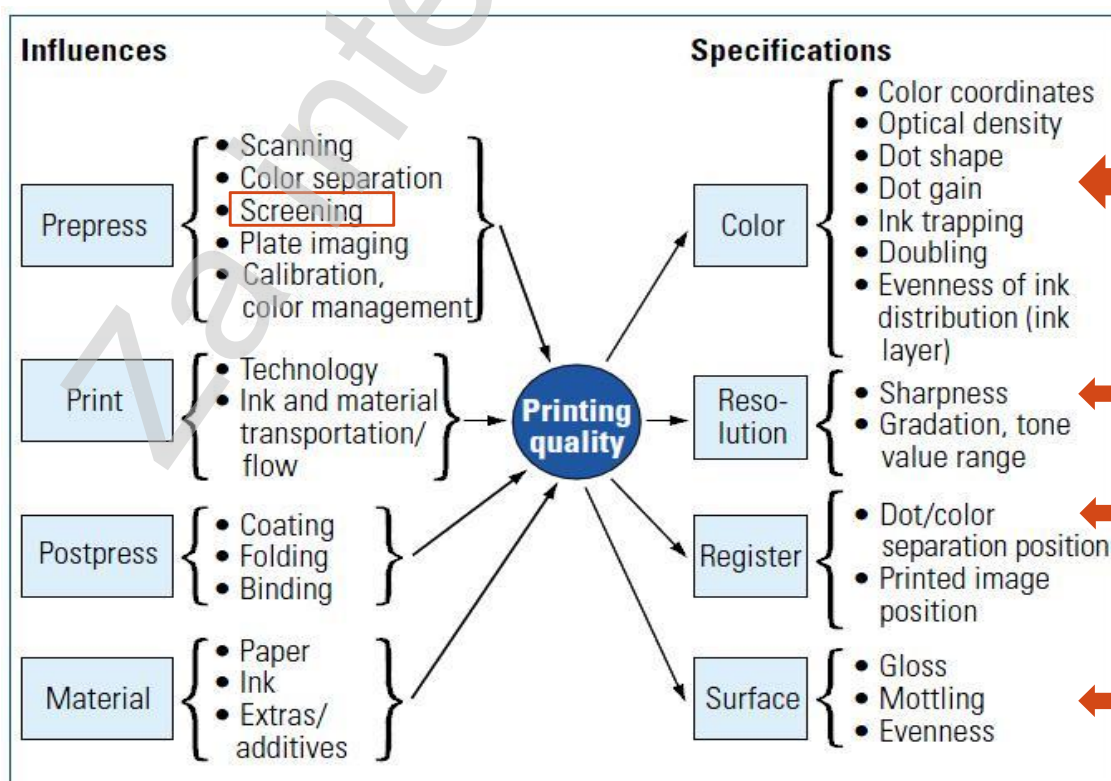 Influences
Prepress
• Scanning
• Color separation
• Screening
• Plate imaging
• Calibration,
color management
Print
• Technology
• Ink and material
transportation/
flow
Postpress
• Coating
• Folding
• Binding
Material
• Paper
• Ink
• Extras/
additives
Printing
quality
Specifications
Color
• Color coordinates
• Optical density
• Dot shape
• Dot gain
• Ink trapping
• Doubling
• Evenness of ink
distribution (ink
layer)
Reso-
lution
• Sharpness
• Gradation, tone
value range
Register
• Dot/color
separation position
• Printed image
position
Surface
• Gloss
• Mottling
• Evenness
Zainte